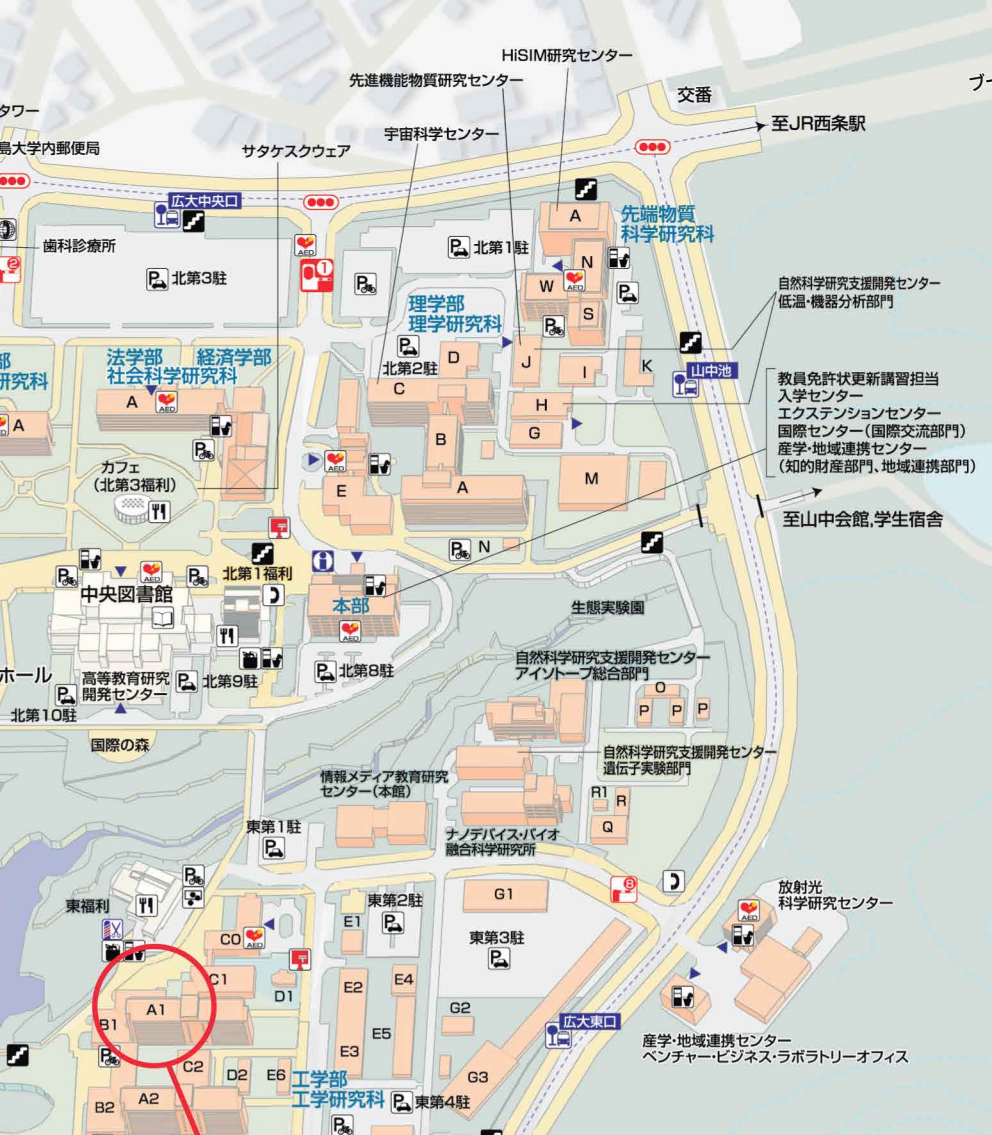 HiSIM研究センター
先進機能物質研究センター
交番
ブー
タワー
至JR西条駅
宇宙科学センター
島大学内郵便局
サタケスクウェア
広大中央口
A
先端物質
科学研究科
歯科診療所
AED
北第1駐
N
2
1
北第3駐
W
AED
自然科学研究支援開発センター
低温・機器分析部門
理学部
理学研究科
S
部
研究科
法学部
社会科学研究科
経済学部
北第2駐
D
J
I
K
山中池
教員免許状更新講習担当
入学センター
エクステンションセンター
国際センター(国際交流部門)
産学・地域連携センター
(知的財産部門、地域連携部門)
A
AED
C
H
A
AED
G
B
カフェ
(北第3福利)
AED
E
A
M
至山中会館,学生宿舎
N
北第1福利
AED
中央図書館
本部
生態実験園
AED
ホール
高等教育研究
開発センター
北第9駐
北第8駐
自然科学研究支援開発センター
アイソトープ総合部門
O
P
P
P
北第10駐
国際の森
自然科学研究支援開発センター
遺伝子実験部門
情報メディア教育研究
センター(本館)
R1
R
Q
東第1駐
ナノデバイス・バイオ
融合科学研究所
8
東福利
東第2駐
G1
放射光
科学研究センター
AED
E1
C0
AED
東第3駐
C1
D1
E2
E4
A1
B1
G2
E5
広大東口
産学・地域連携センター
ベンチャー・ビジネス・ラボラトリーオフィス
E3
C2
D2
E6
工学部
工学研究科
G3
B2
A2
東第4駐